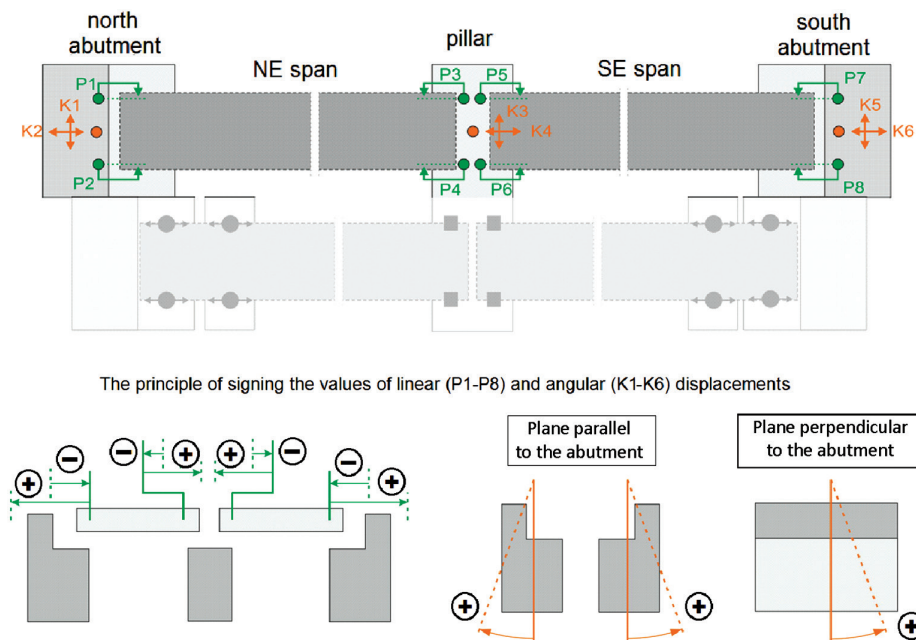 north
abutment
pillar
south
abutment
NE span
SE span
P1
P3
P5
P7
K1
K3
K5
K2
K4
K6
P2
P4
P6
P8
The principle of signing the values of linear (P1-P8) and angular (K1-K6) displacements
Plane parallel
to the abutment
Plane perpendicular
to the abutment
+
−
−
+
+
−
−
+
+
+
+